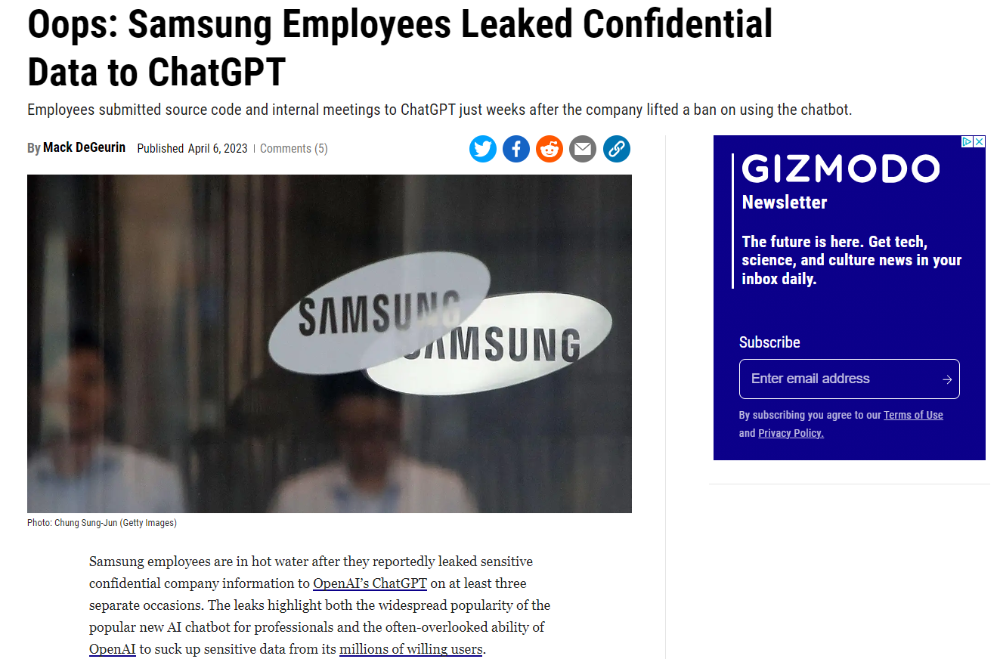 Oops: Samsung Employees Leaked Confidential
Data to ChatGPT
Employees submitted source code and internal meetings to ChatGPT just weeks after the company lifted a ban on using the chatbot.
By Mack DeGeurin Published April 6, 2023 | Comments (5)
SAMSUNG
SAMSUNG
Photo: Chung Sung-Jun (Getty Images)
Samsung employees are in hot water after they reportedly leaked sensitive
confidential company information to OpenAI’s ChatGPT on at least three
separate occasions. The leaks highlight both the widespread popularity of the
popular new AI chatbot for professionals and the often-overlooked ability of
OpenAI to suck up sensitive data from its millions of willing users.
GIZMODO
Newsletter
The future is here. Get tech,
science, and culture news in your
inbox daily.
Subscribe
Enter email address →
By subscribing you agree to our Terms of Use
and Privacy Policy.